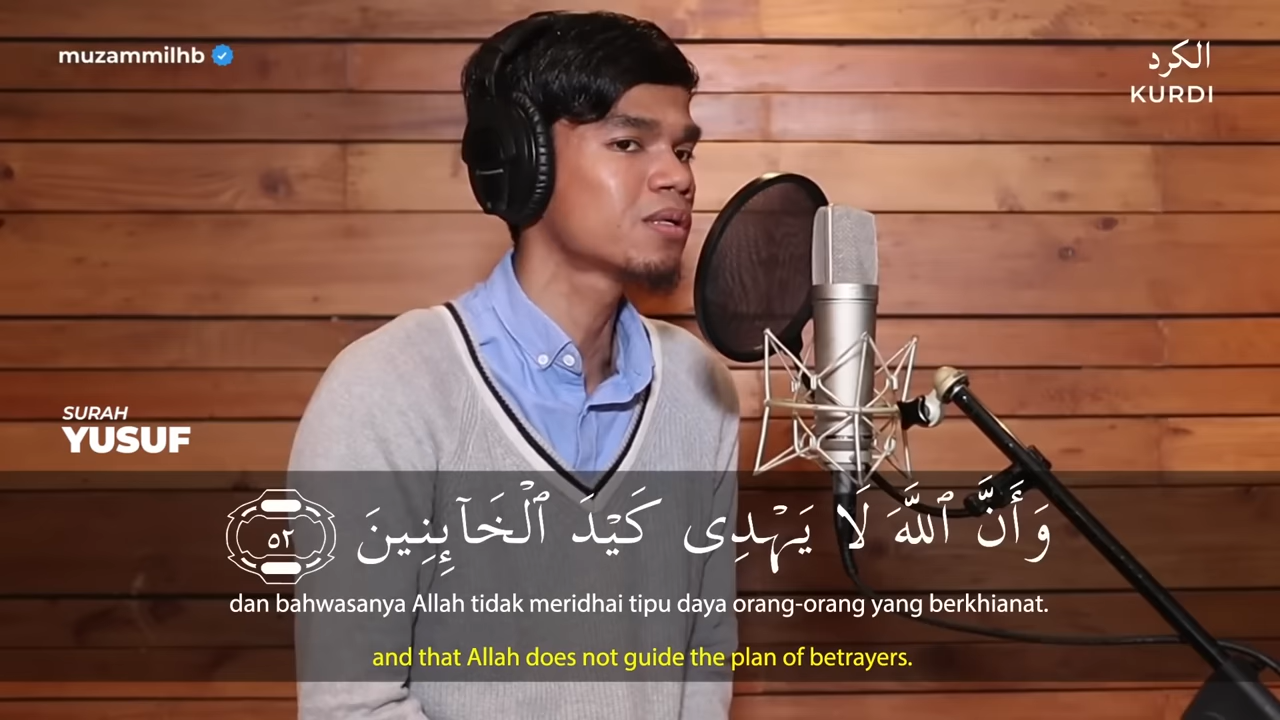 muzammilhb
الكرد
KURDI
SURAH
YUSUF
وَأَنَّ ٱللَّهَ لَا يَهْدِى كَيْدَ ٱلْخَآئِنِينَ ٥٢
dan bahwasanya Allah tidak meridhai tipu daya orang-orang yang berkhianat.
and that Allah does not guide the plan of betrayers.